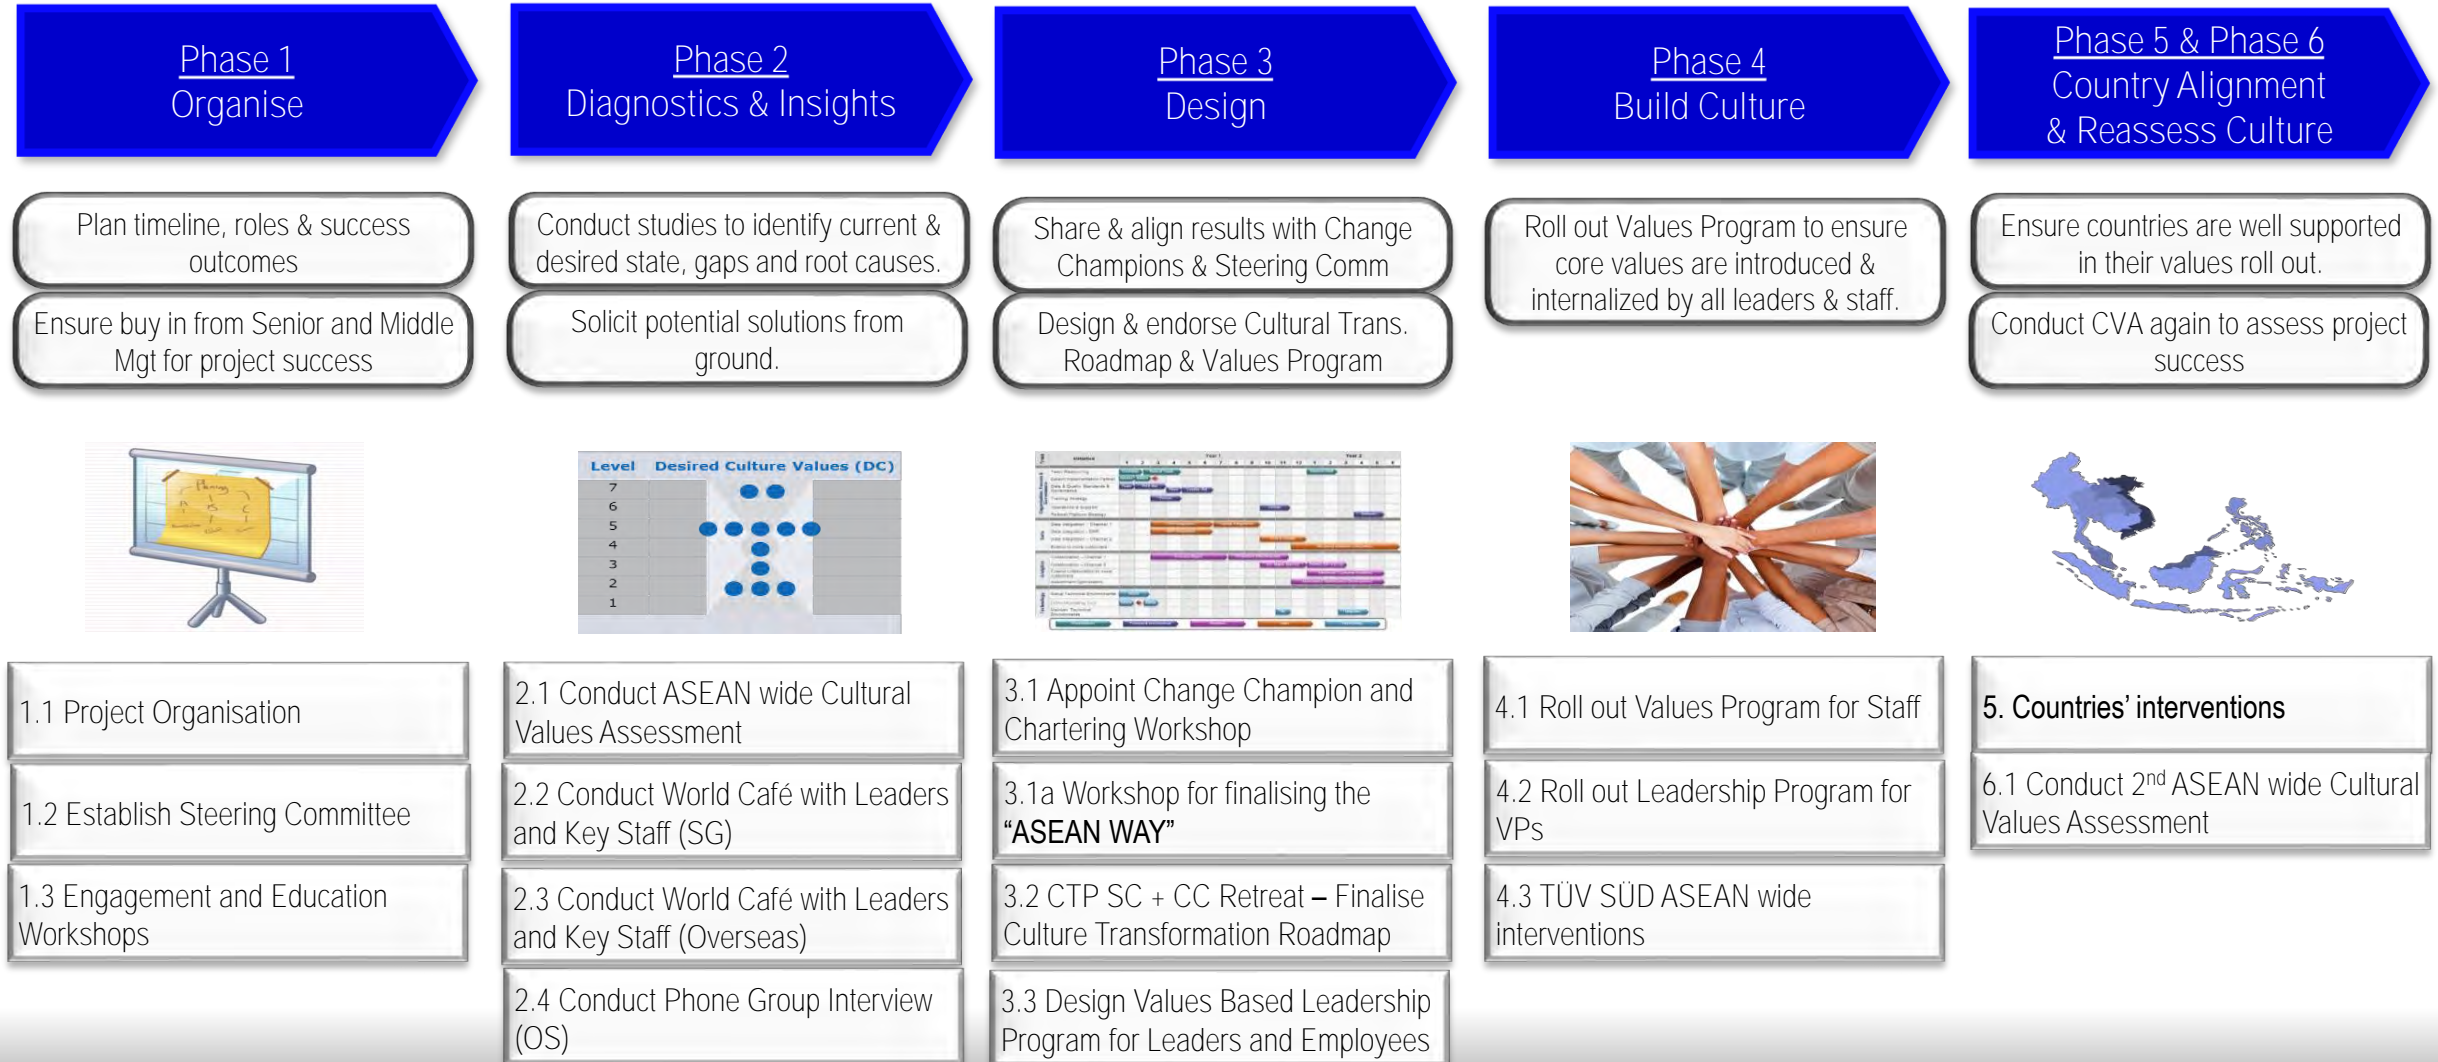 Phase 1
Organise
Phase 2
Diagnostics & Insights
Phase 3
Design
Phase 4
Build Culture
Phase 5 & Phase 6
Country Alignment
& Reassess Culture
Plan timeline, roles & success
outcomes
Ensure buy in from Senior and Middle
Mgt for project success
Conduct studies to identify current &
desired state, gaps and root causes.
Solicit potential solutions from
ground.
Share & align results with Change
Champions & Steering Comm
Design & endorse Cultural Trans.
Roadmap & Values Program
Roll out Values Program to ensure
core values are introduced &
internalized by all leaders & staff.
Ensure countries are well supported
in their values roll out.
Conduct CVA again to assess project
success
Level Desired Culture Values (DC)
7
6
5
4
3
2
1
Year 1
Year 2
1.1 Project Organisation
1.2 Establish Steering Committee
1.3 Engagement and Education
Workshops
2.1 Conduct ASEAN wide Cultural
Values Assessment
2.2 Conduct World Café with Leaders
and Key Staff (SG)
2.3 Conduct World Café with Leaders
and Key Staff (Overseas)
2.4 Conduct Phone Group Interview
(OS)
3.1 Appoint Change Champion and
Chartering Workshop
3.1a Workshop for finalising the
“ASEAN WAY”
3.2 CTP SC + CC Retreat – Finalise
Culture Transformation Roadmap
3.3 Design Values Based Leadership
Program for Leaders and Employees
4.1 Roll out Values Program for Staff
4.2 Roll out Leadership Program for
VPs
4.3 TÜV SÜD ASEAN wide
interventions
5. Countries’ interventions
6.1 Conduct 2nd ASEAN wide Cultural
Values Assessment